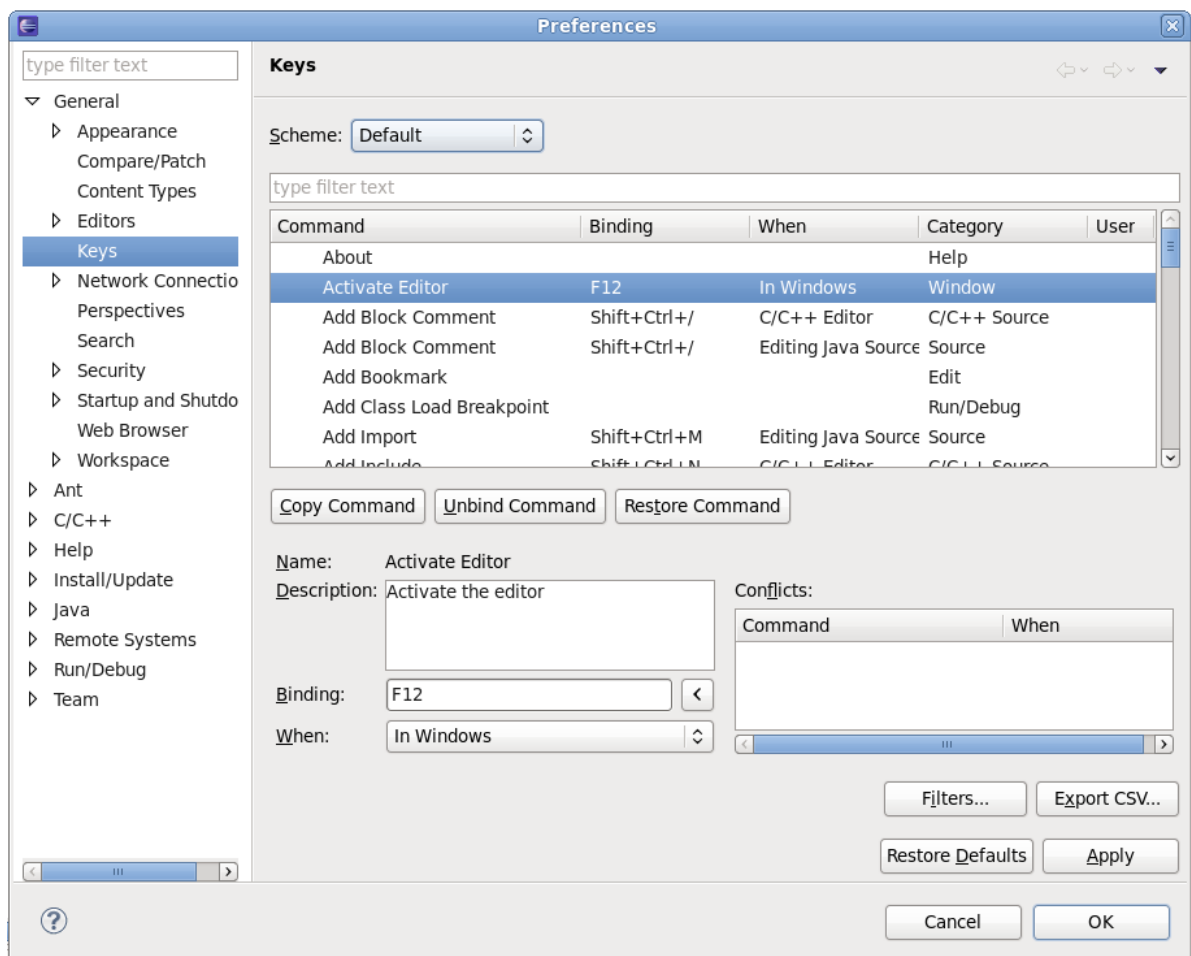 Preferences
type filter text
General
Appearance
Compare/Patch
Content Types
Editors
Keys
Network Connectio
Perspectives
Search
Security
Startup and Shutdo
Web Browser
Workspace
Ant
C/C++
Help
Install/Update
Java
Remote Systems
Run/Debug
Team
Keys
Scheme: Default
type filter text
Command Binding When Category User
About Help
Activate Editor F12 In Windows Window
Add Block Comment Shift+Ctrl+/ C/C++ Editor C/C++ Source
Add Block Comment Shift+Ctrl+/ Editing Java Source Source
Add Bookmark Edit
Add Class Load Breakpoint Run/Debug
Add Import Shift+Ctrl+M Editing Java Source Source
Add Include Shift+Ctrl+N C/C++ Editor C/C++ Source
Copy Command Unbind Command Restore Command
Name: Activate Editor
Description: Activate the editor
Binding: F12 <
When: In Windows
Conflicts:
Command When
Filters... Export CSV...
Restore Defaults Apply
? Cancel OK